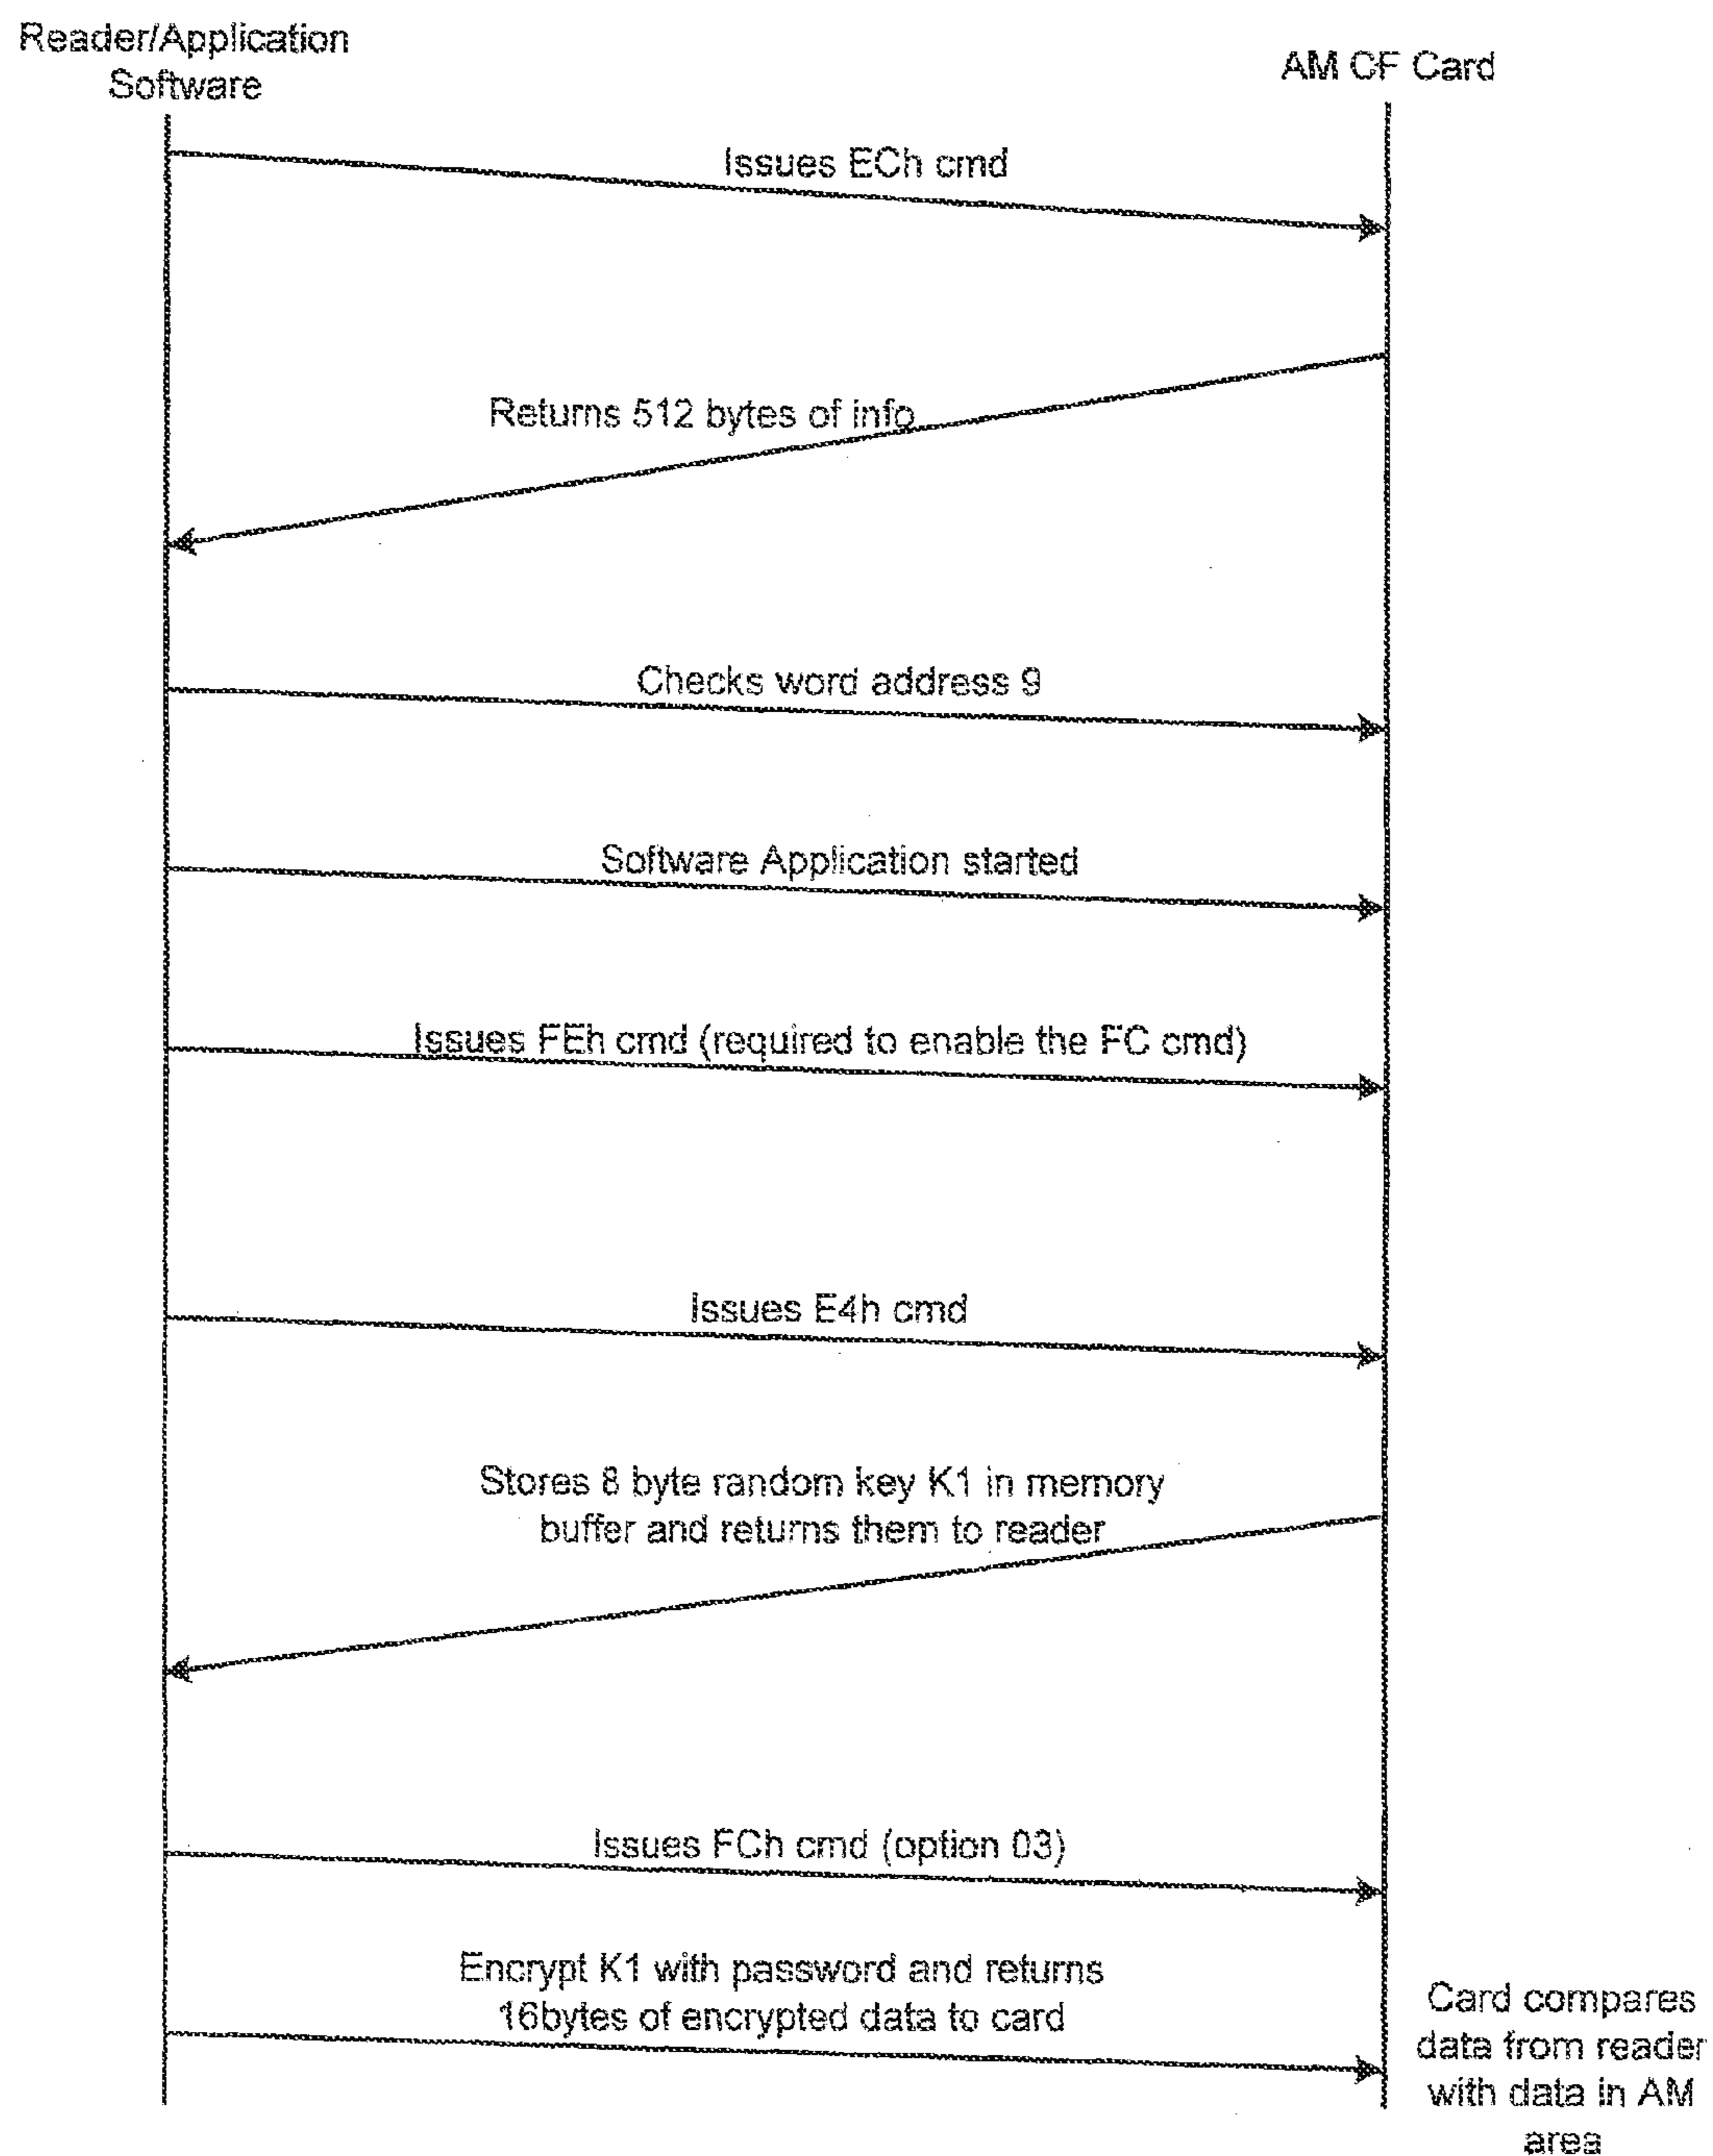 Reader/Application
Software
AM CF Card
Issues ECh cmd
Returns 512 bytes of info
Checks word address 9
Software Application started
Issues FEh cmd (required to enable the FC cmd)
Issues E4h cmd
Stores 8 byte random key K1 in memory
buffer and returns them to reader
Issues FCh cmd (option 03)
Encrypt K1 with password and returns
16bytes of encrypted data to card
Card compares
data from reader
with data in AM
area